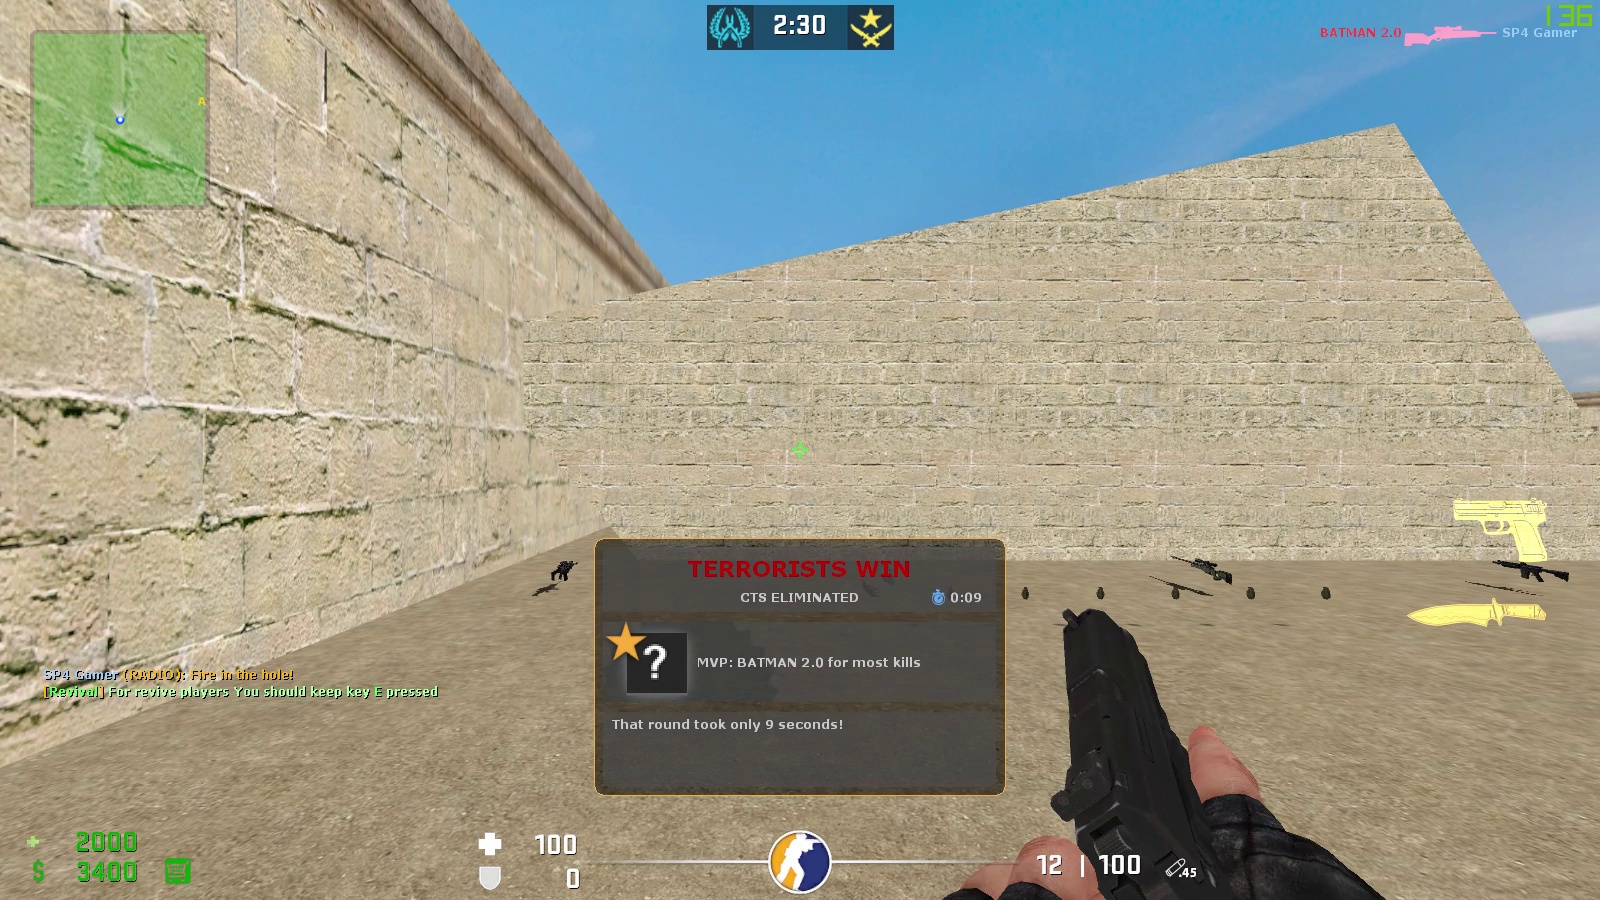 2:30
136
BATMAN 2.0 SP4 Gamer
A
TERRORISTS WIN
CTS ELIMINATED 0:09
?
MVP: BATMAN 2.0 for most kills
SP4 Gamer (RADIO): Fire in the hole!
[Revival] For revive players You should keep key E pressed
That round took only 9 seconds!
+ 2000
$ 3400
100
0
12 | 100 .45